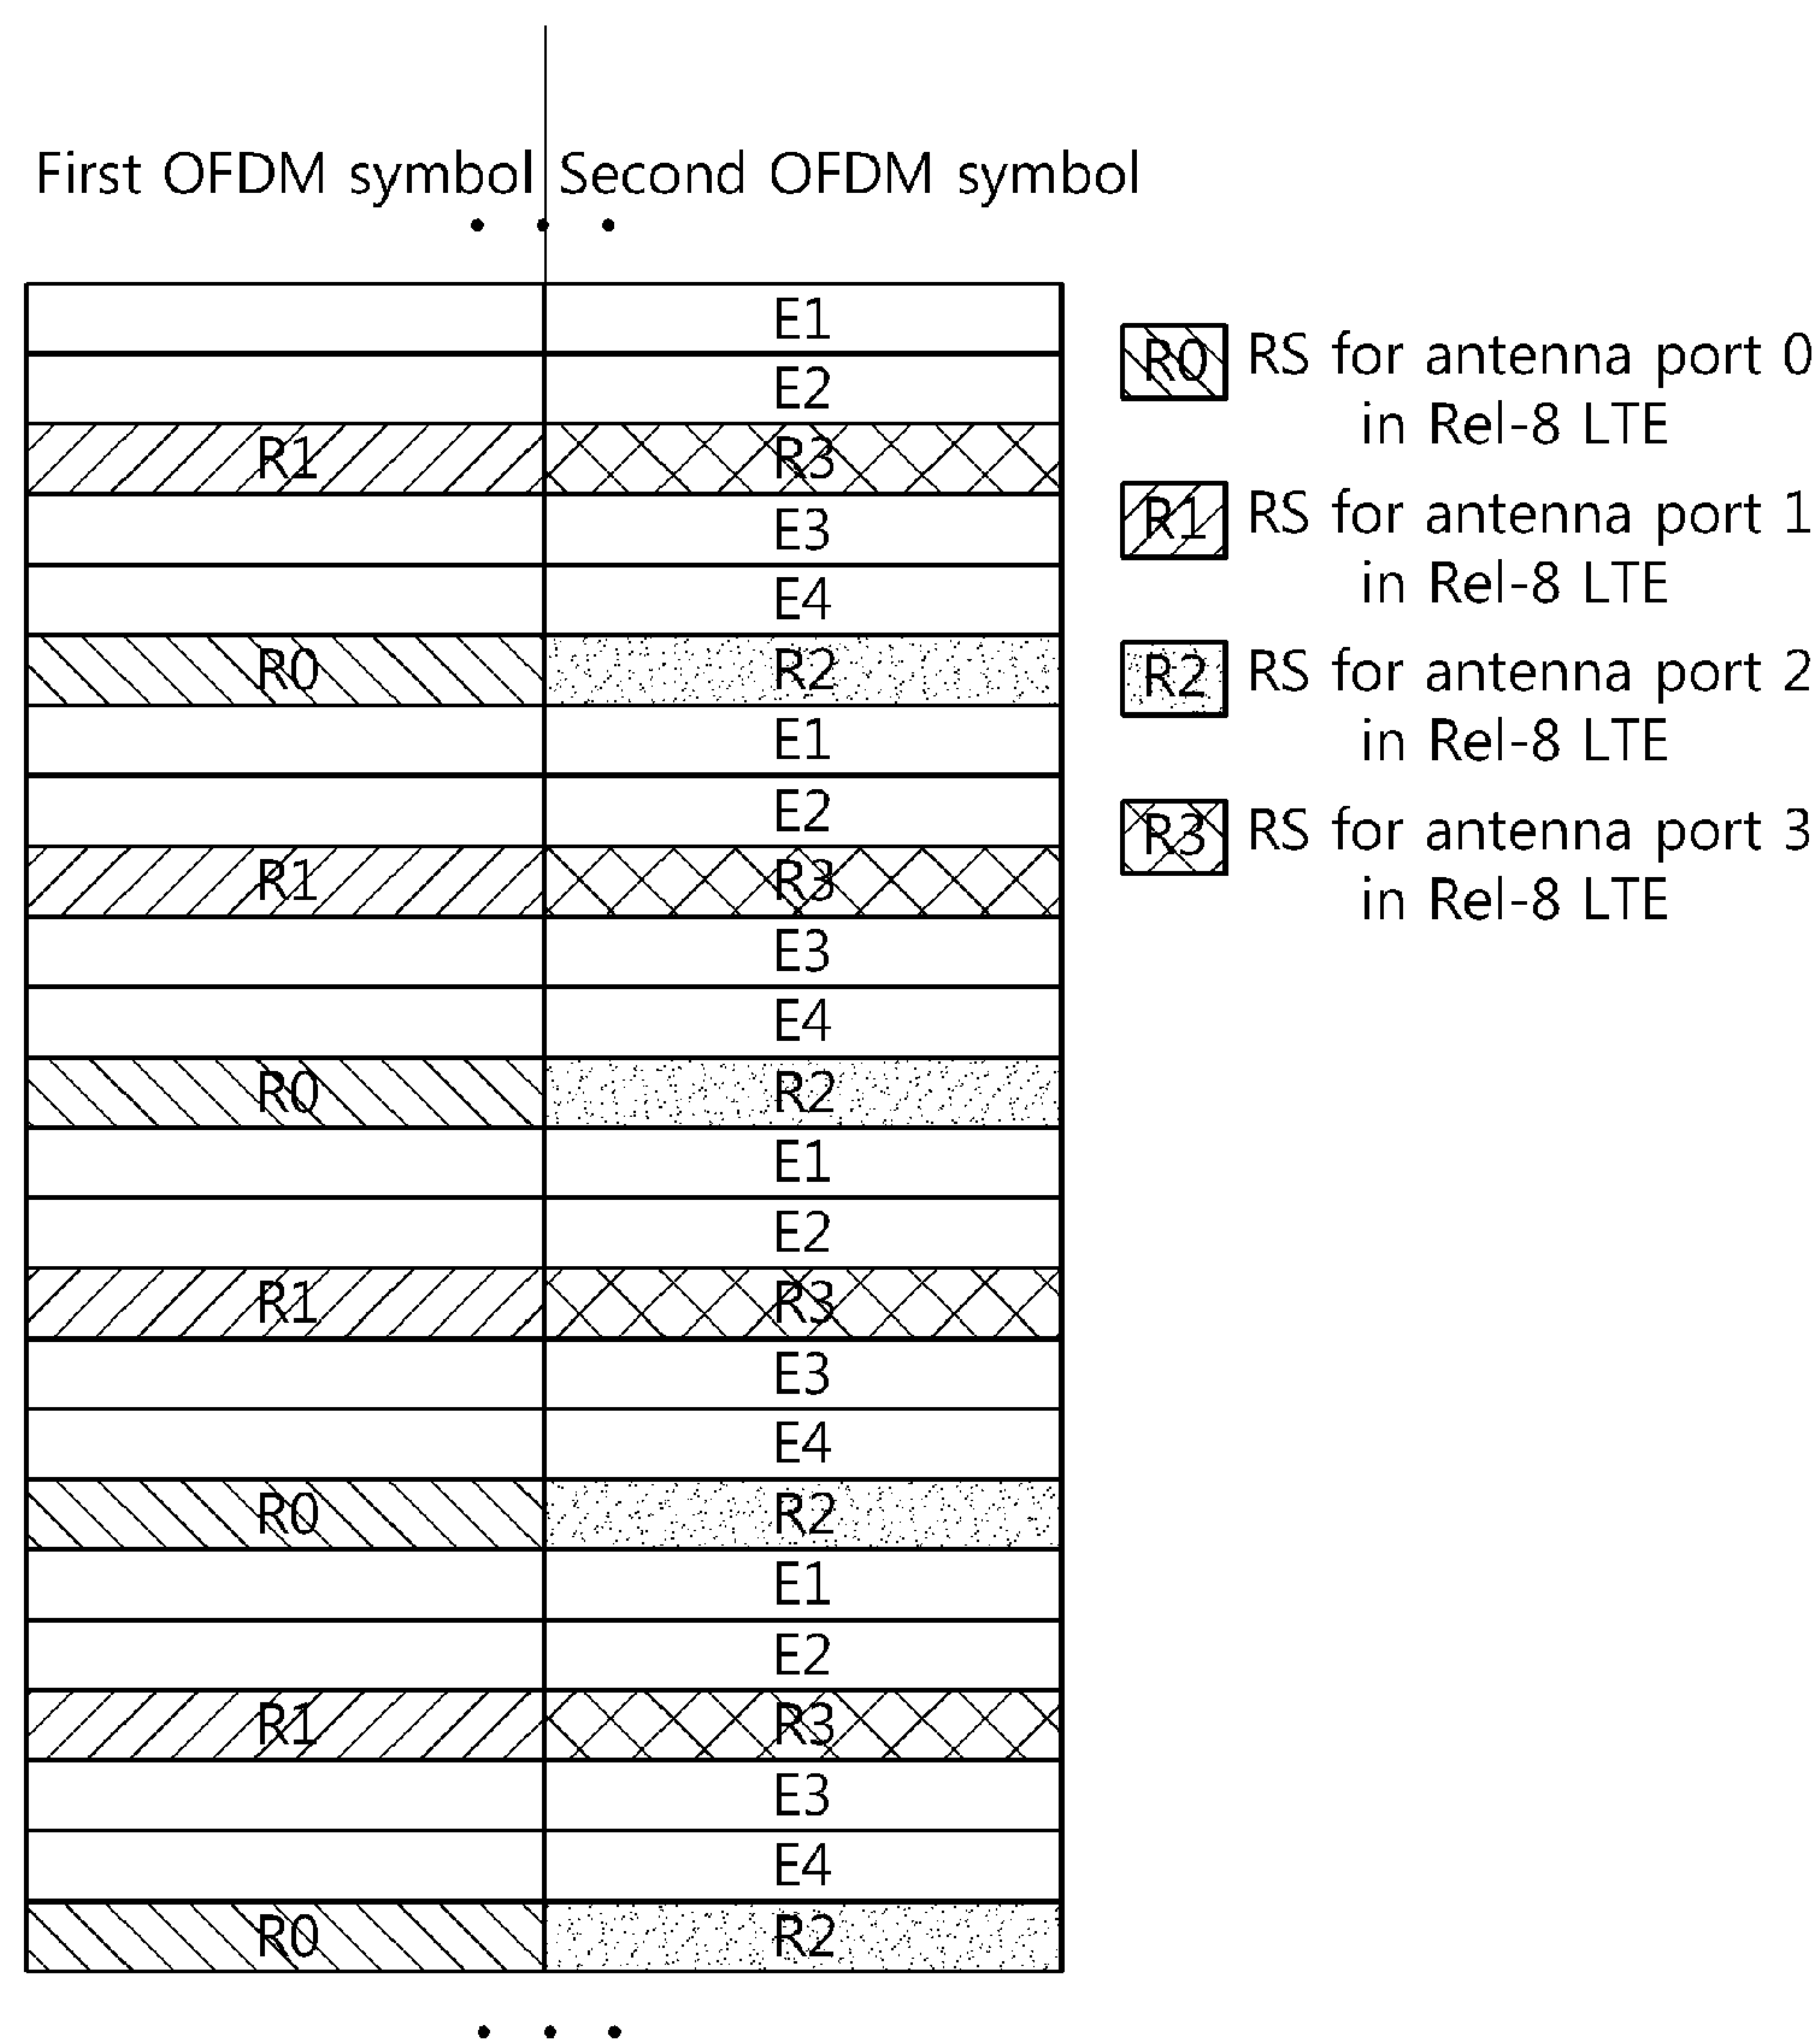 First OFDM symbol Second OFDM symbol
. . .
E1
E2
R1 R3
E3
E4
R0 R2
E1
E2
R1 R3
E3
E4
R0 R2
E1
E2
R1 R3
E3
E4
R0 R2
E1
E2
R1 R3
E3
E4
R0 R2
. . .
R0 RS for antenna port 0
in Rel-8 LTE
R1 RS for antenna port 1
in Rel-8 LTE
R2 RS for antenna port 2
in Rel-8 LTE
R3 RS for antenna port 3
in Rel-8 LTE